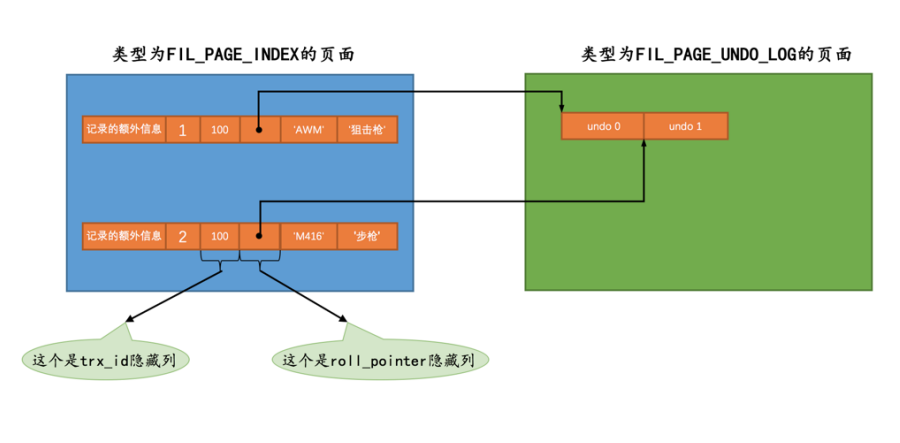 类型为FIL_PAGE_INDEX的页面
类型为FIL_PAGE_UNDO_LOG的页面
记录的额外信息 1 100 'AWM' '狙击枪'
undo 0 undo 1
记录的额外信息 2 100 'M416' '步枪'
这个是trx_id隐藏列
这个是roll_pointer隐藏列